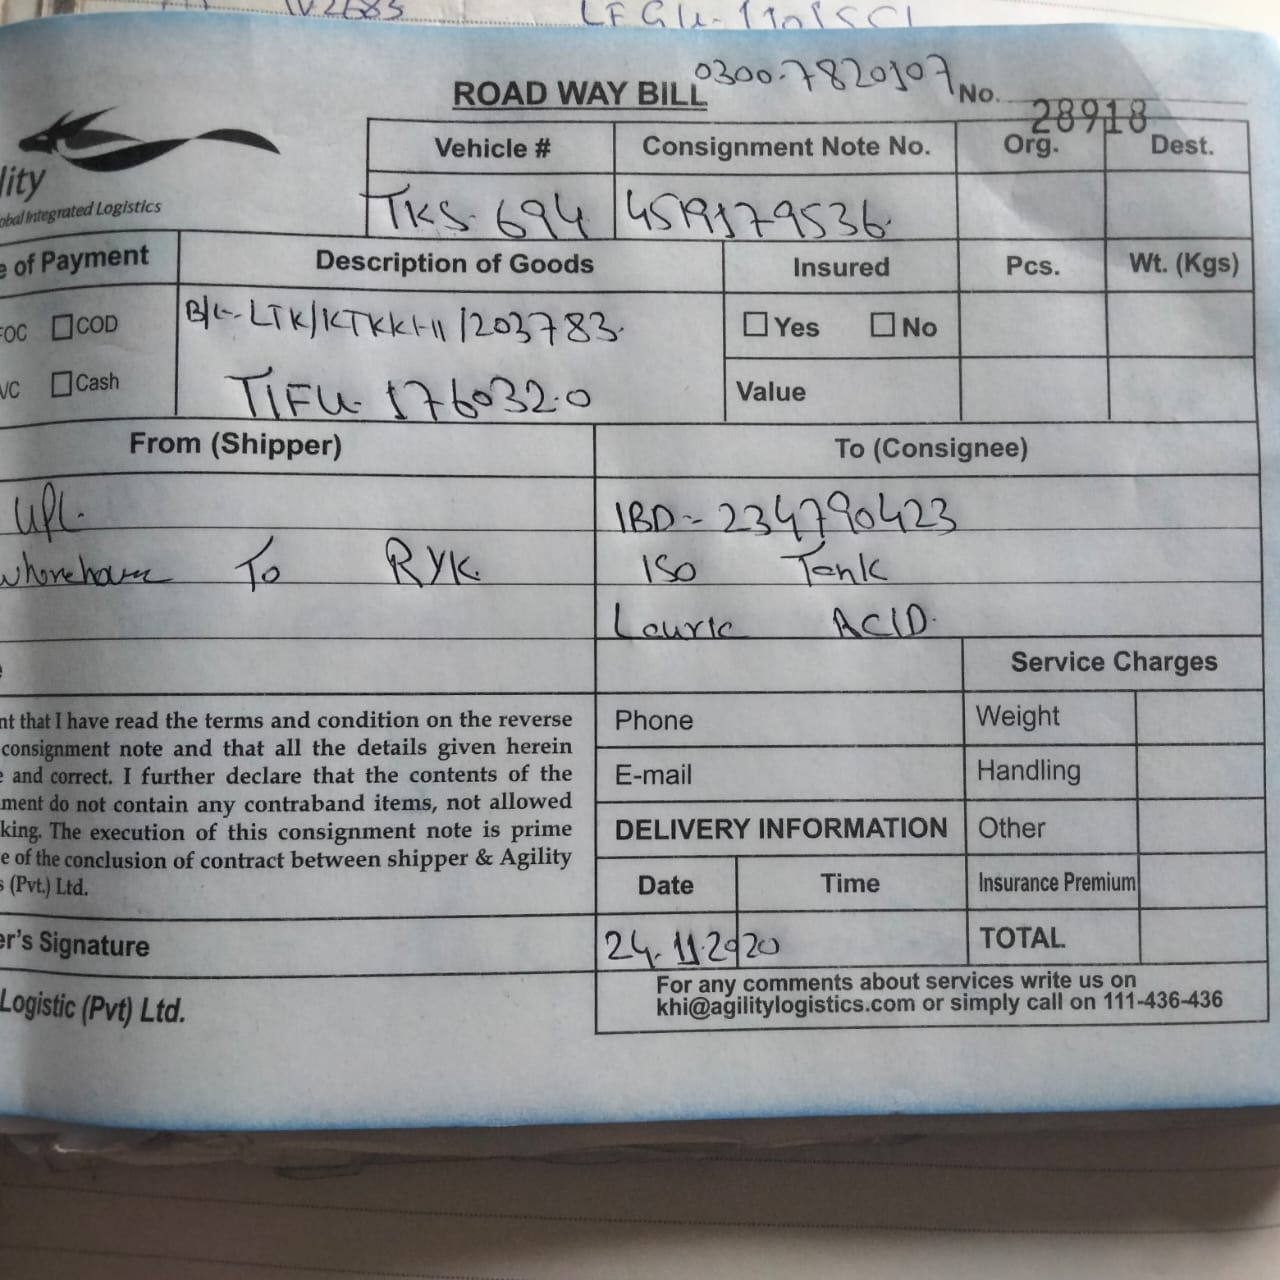 ROAD WAY BILL 0300-7820107 No. 28918
lity
obal Integrated Logistics
Vehicle # Consignment Note No. Org. Dest.
TKS-694 4519179536.
e of Payment Description of Goods Insured Pcs. Wt. (Kgs)
FOC COD B/L-LTK/KTKKHI/203783. Yes No
VC Cash TIFU-176032-0 Value
From (Shipper) To (Consignee)
UPL. IBD-234790423
To RYK. ISO Tank
Lauric ACID.
Service Charges
nt that I have read the terms and condition on the reverse
consignment note and that all the details given herein
e and correct. I further declare that the contents of the
ment do not contain any contraband items, not allowed
king. The execution of this consignment note is prime
e of the conclusion of contract between shipper & Agility
s (Pvt.) Ltd.
Phone Weight
E-mail Handling
DELIVERY INFORMATION Other
Date Time Insurance Premium
er's Signature 24.11.2020 TOTAL
Logistic (Pvt) Ltd.
For any comments about services write us on
khi@agilitylogistics.com or simply call on 111-436-436